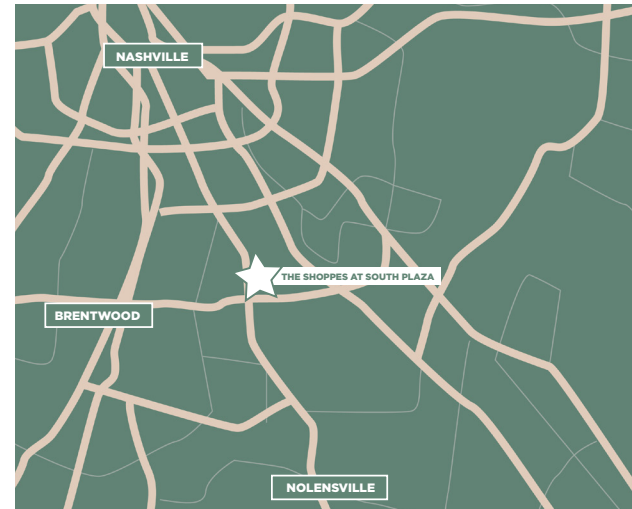 NASHVILLE
THE SHOPPES AT SOUTH PLAZA
BRENTWOOD
NOLENSVILLE